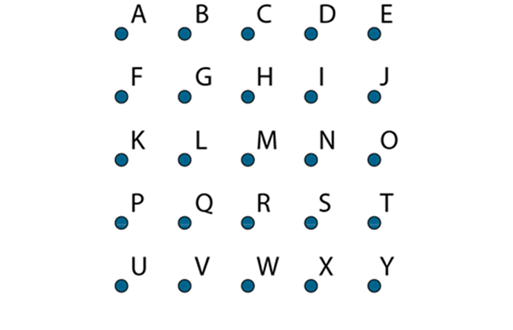 A B C D E
F G H I J
K L M N O
P Q R S T
U V W X Y